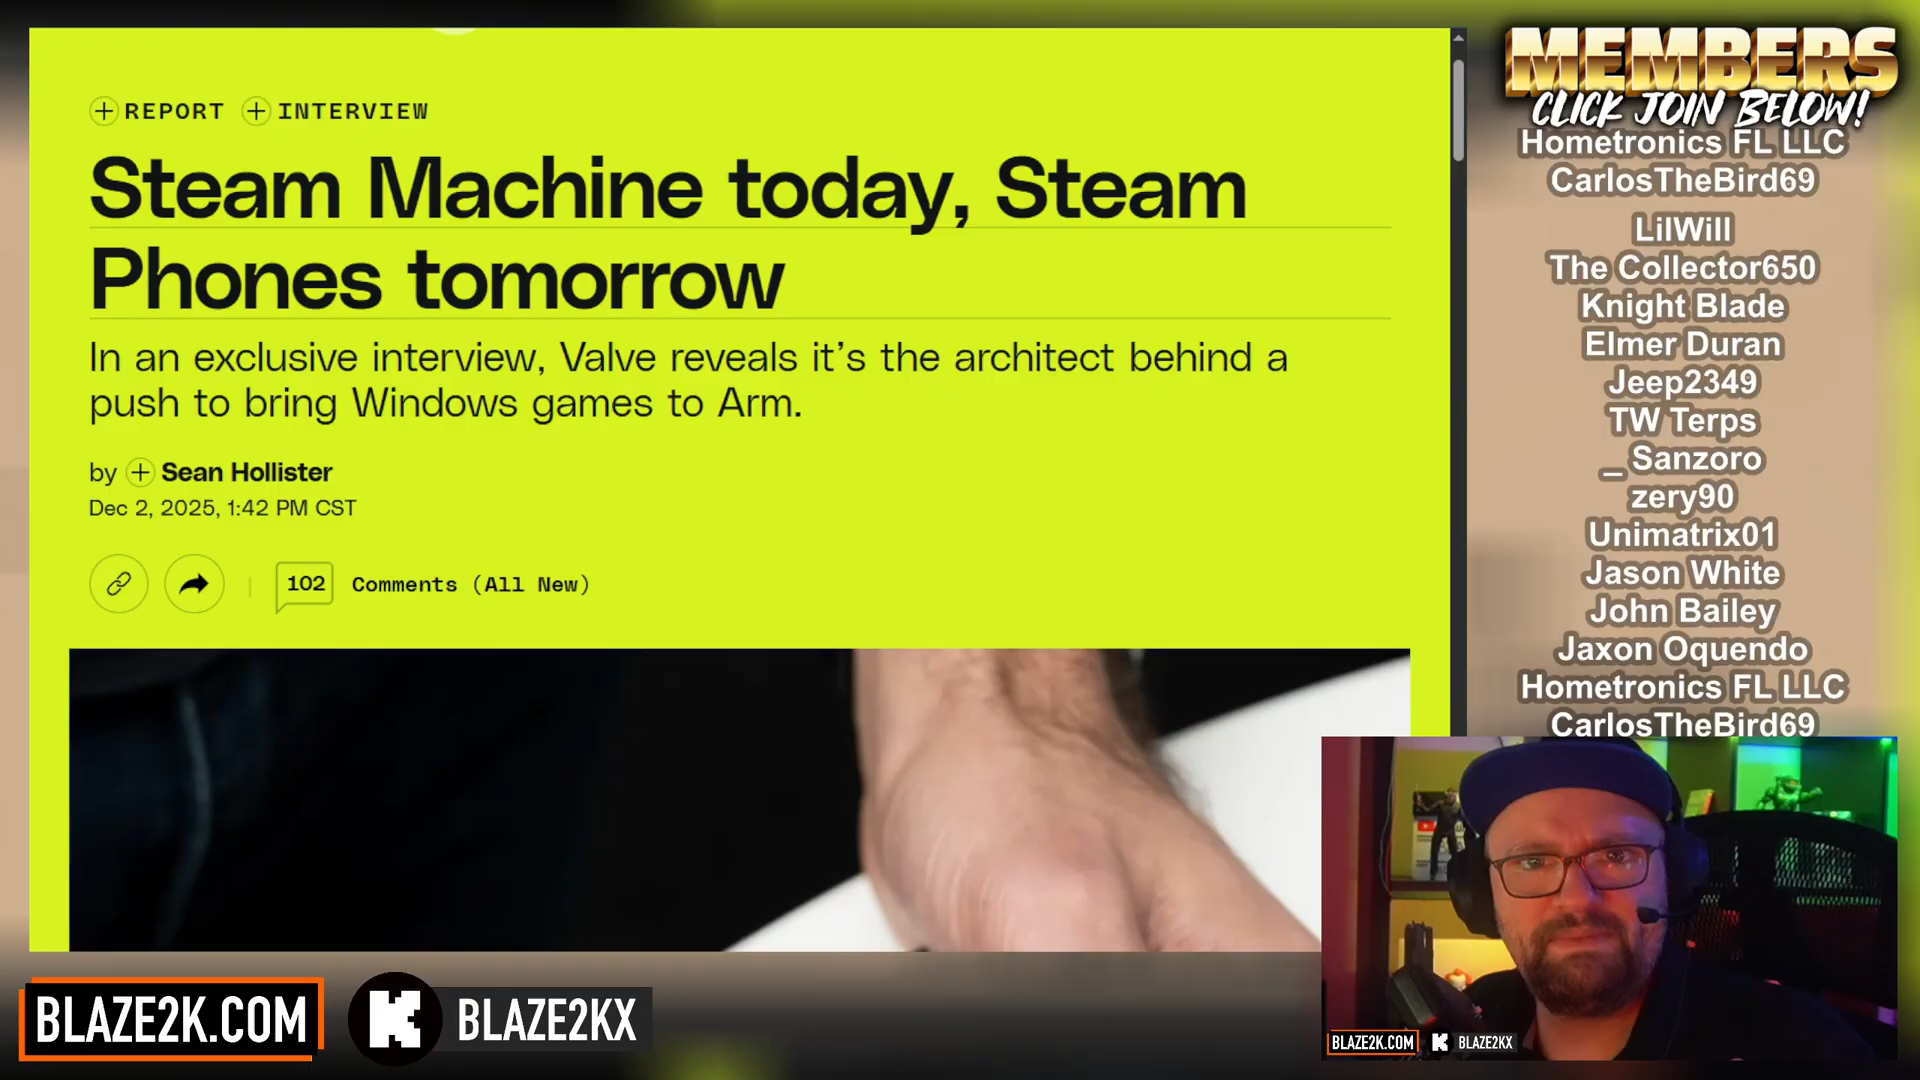 REPORT INTERVIEW
Steam Machine today, Steam
Phones tomorrow
In an exclusive interview, Valve reveals it’s the architect behind a
push to bring Windows games to Arm.
by Sean Hollister
Dec 2, 2025, 1:42 PM CST
102 Comments (All New)
MEMBERS
CLICK JOIN BELOW!
Hometronics FL LLC
CarlosTheBird69
LilWill
The Collector650
Knight Blade
Elmer Duran
Jeep2349
TW Terps
_ Sanzoro
zery90
Unimatrix01
Jason White
John Bailey
Jaxon Oquendo
Hometronics FL LLC
CarlosTheBird69
BLAZE2K.COM
K BLAZE2KX
BLAZE2K.COM
K BLAZE2KX